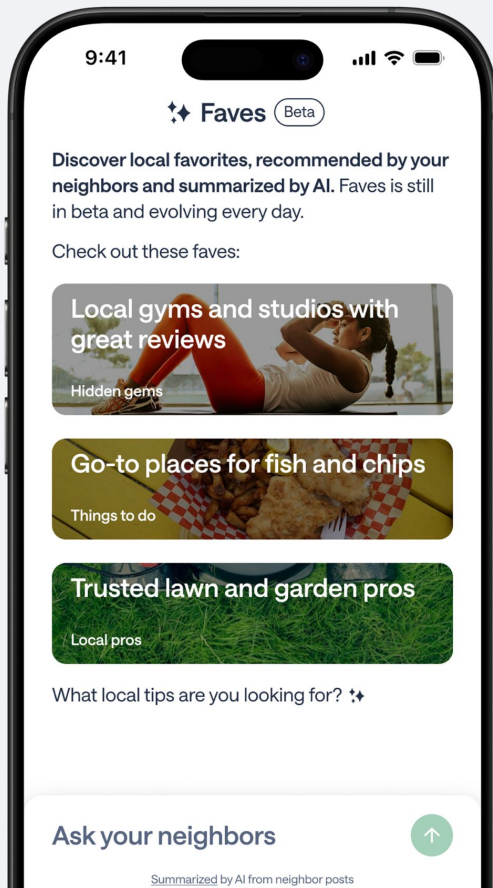 9:41
Faves Beta
Discover local favorites, recommended by your
neighbors and summarized by AI. Faves is still
in beta and evolving every day.
Check out these faves:
Local gyms and studios with
great reviews
Hidden gems
Go-to places for fish and chips
Things to do
Trusted lawn and garden pros
Local pros
What local tips are you looking for?
Ask your neighbors
Summarized by AI from neighbor posts